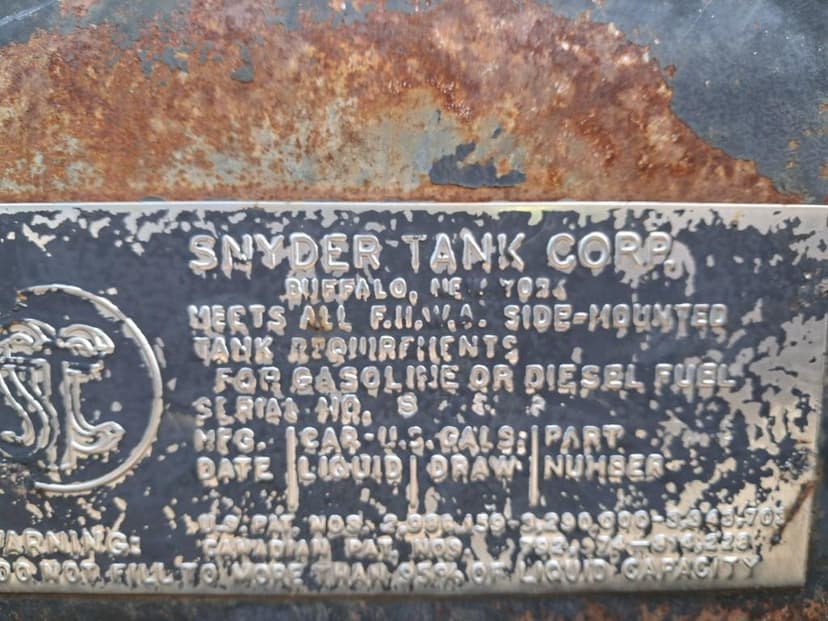 SNYDER TANK CORP.
BUFFALO, NEW YORK
MEETS ALL F.H.W.A. SIDE-MOUNTED
TANK REQUIREMENTS
FOR GASOLINE OR DIESEL FUEL
SERIAL NO.
MFG. CAP.-U.S. GALS: PART
DATE LIQUID DRAW NUMBER
U.S. PAT. NOS.
WARNING: CANADIAN PAT. NOS.
DO NOT FILL TO MORE THAN 95% OF LIQUID CAPACITY